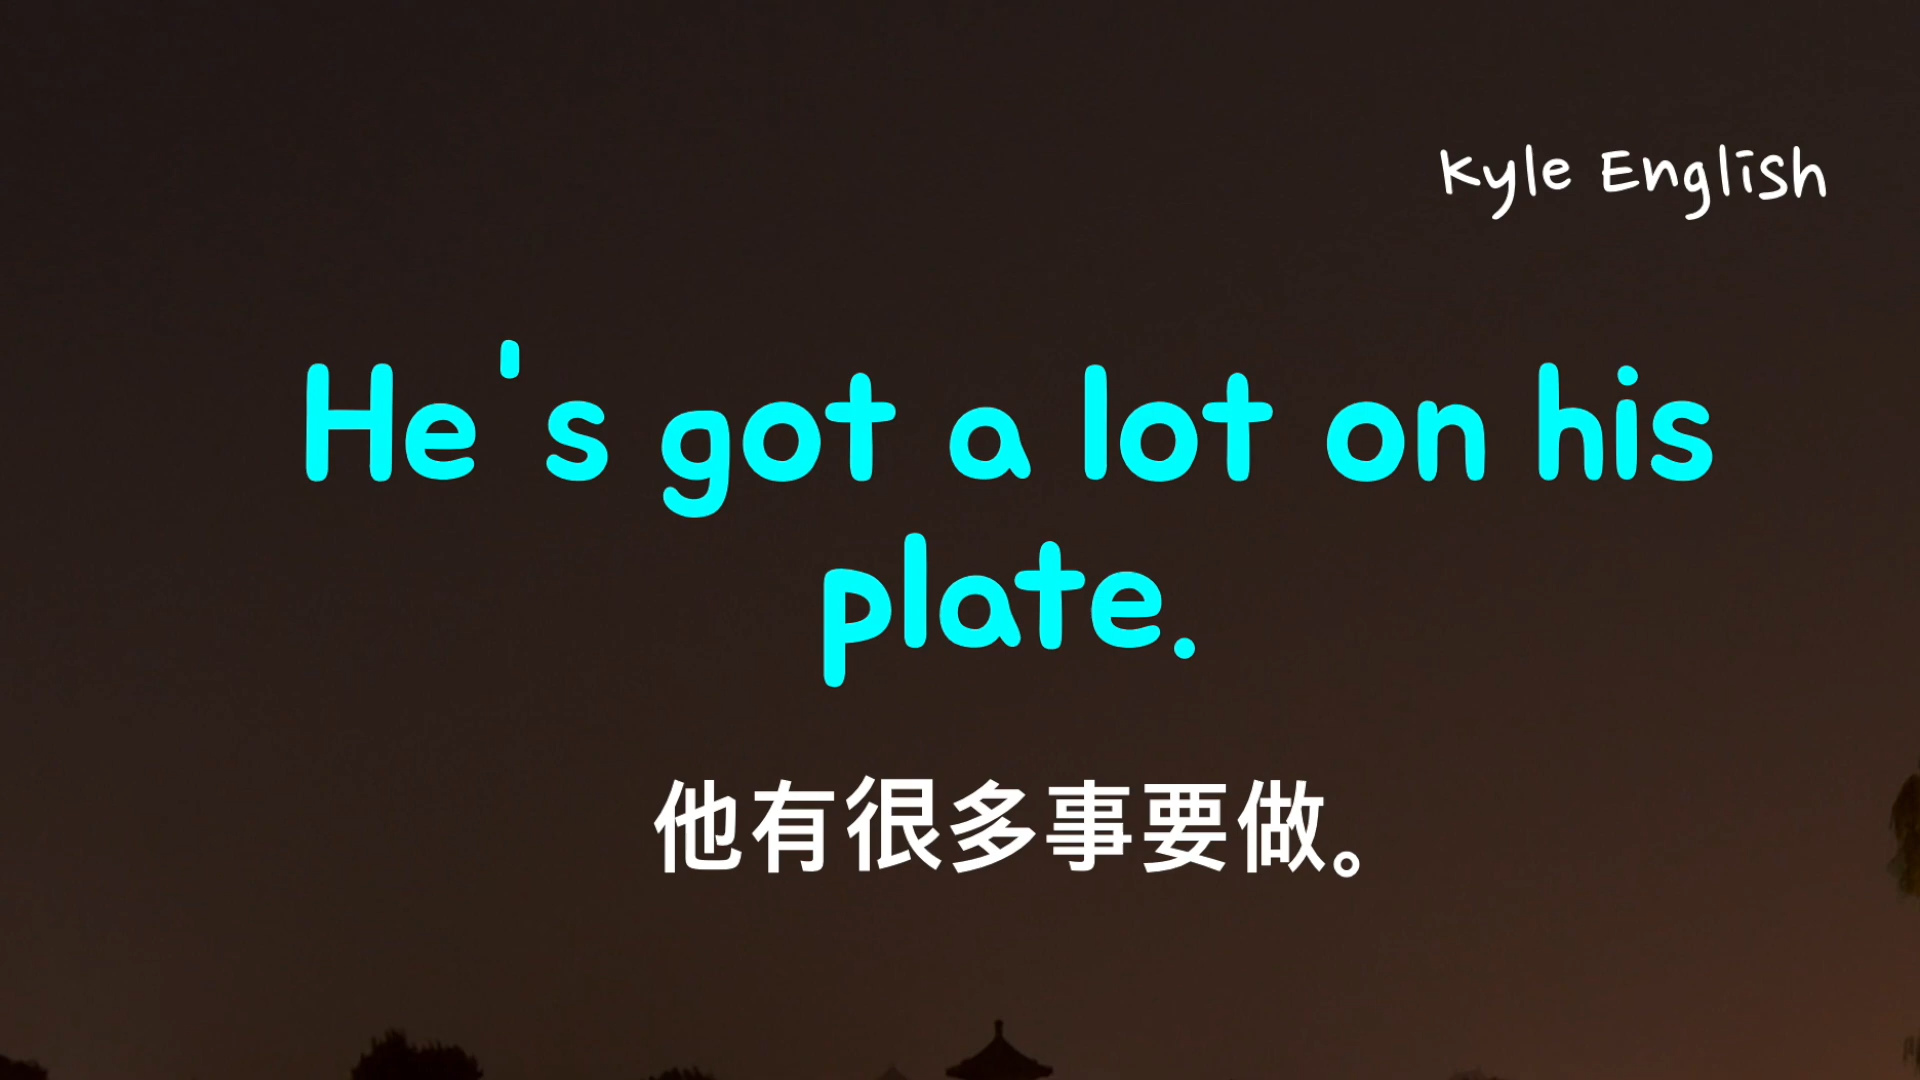 Kyle English
He's got a lot on his
plate.
他有很多事要做。